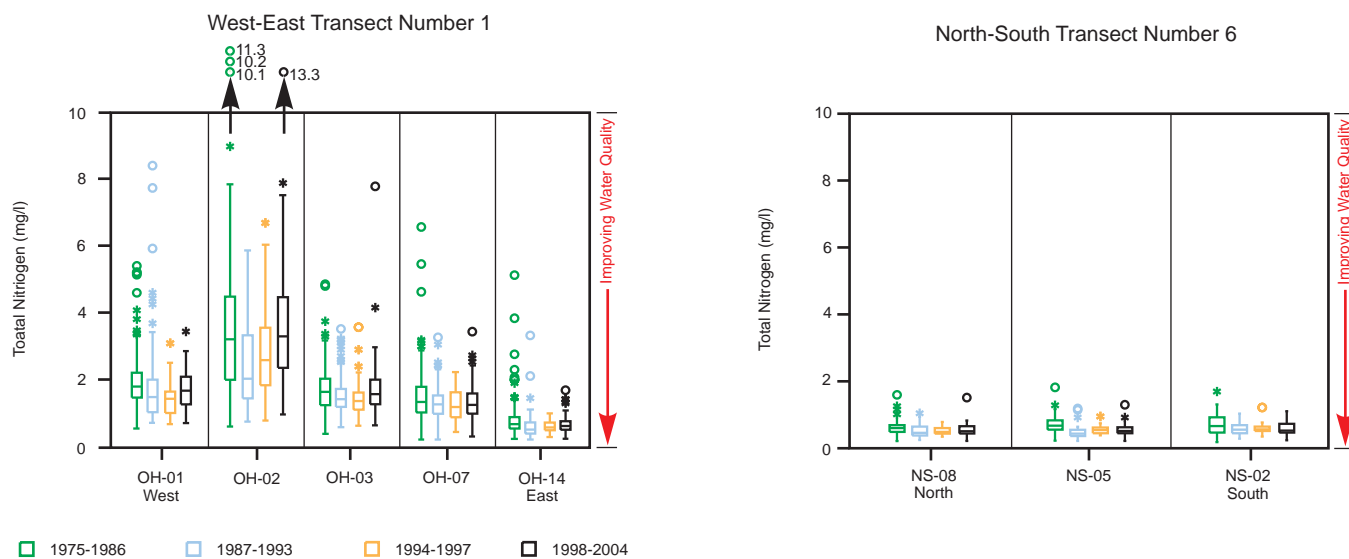 West-East Transect Number 1
11.3
10.2
10.1
13.3
10
8
6
4
2
0
Toatal Nitriogen (mg/l)
Improving Water Quality
OH-01
West
OH-02
OH-03
OH-07
OH-14
East
North-South Transect Number 6
10
8
6
4
2
0
Total Nitrogen (mg/l)
Improving Water Quality
NS-08
North
NS-05
NS-02
South
1975-1986
1987-1993
1994-1997
1998-2004